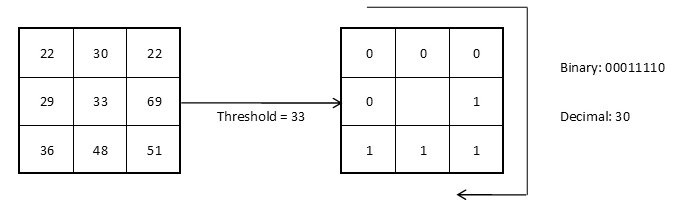 22 30 22
29 33 69
36 48 51
Threshold = 33
0 0 0
0 1
1 1 1
Binary: 00011110
Decimal: 30